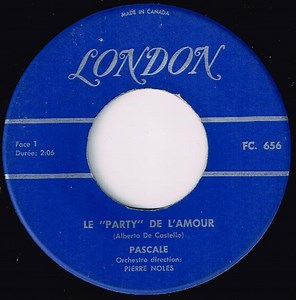 MADE IN CANADA
LONDON
Face 1
Durée: 2:06
FC. 656
LE "PARTY" DE L'AMOUR
(Alberto De Costello)
PASCALE
Orchestre direction:
PIERRE NOLES